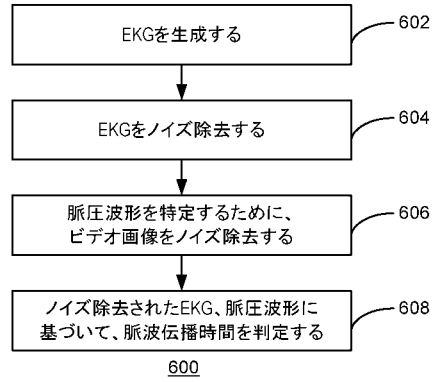 EKGを生成する
602
EKGをノイズ除去する
604
脈圧波形を特定するために、
ビデオ画像をノイズ除去する
606
ノイズ除去されたEKG、脈圧波形に
基づいて、脈波伝播時間を判定する
608
600